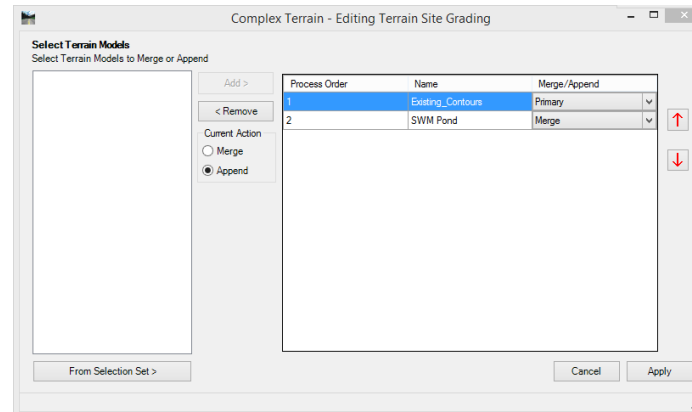 Complex Terrain - Editing Terrain Site Grading
Select Terrain Models
Select Terrain Models to Merge or Append
Add >
< Remove
Current Action
Merge
Append
Process Order Name Merge/Append
1 Existing_Contours Primary
2 SWM Pond Merge
From Selection Set >
Cancel Apply